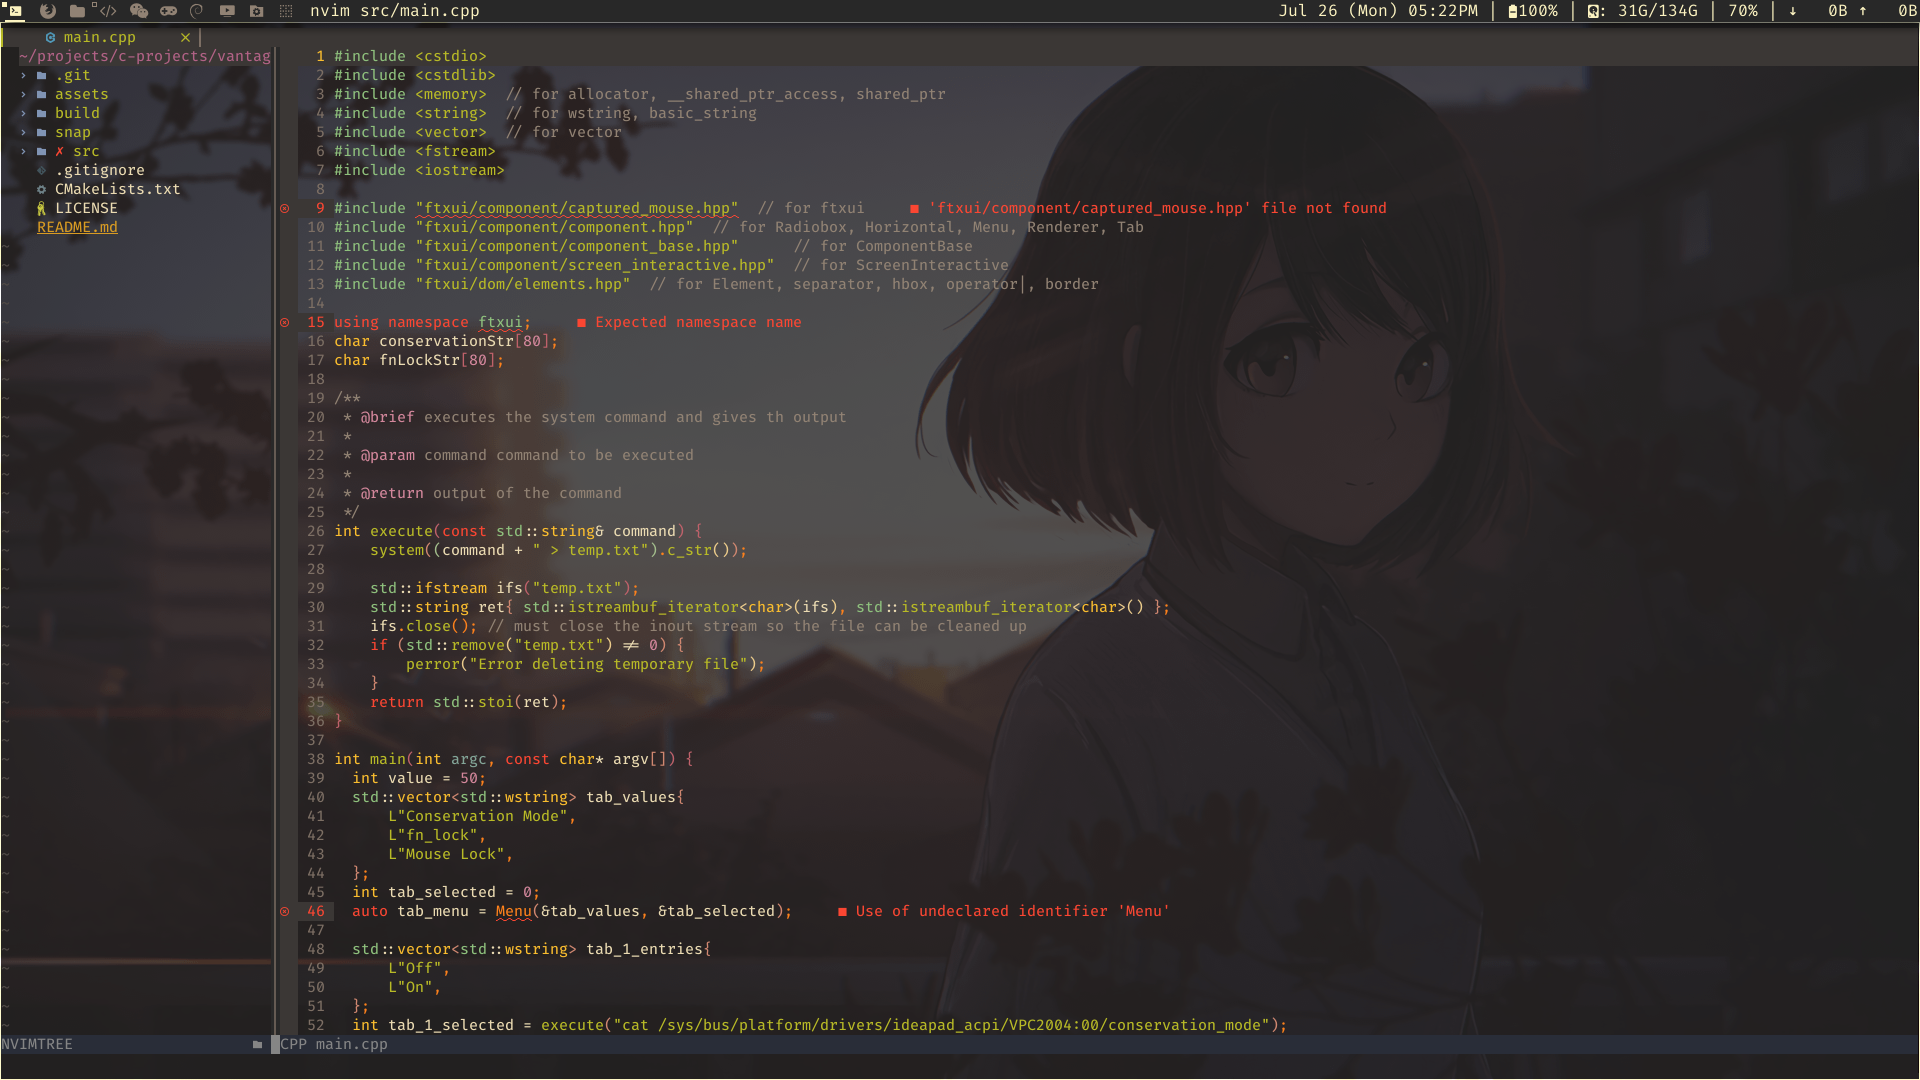 nvim src/main.cpp
Jul 26 (Mon) 05:22PM | 100% | : 31G/134G | 70% | ↓ 0B ↑ 0B
main.cpp ×
~/projects/c-projects/vantag
.git
assets
build
snap
✗ src
.gitignore
CMakeLists.txt
LICENSE
README.md
1 #include <cstdio>
2 #include <cstdlib>
3 #include <memory>  // for allocator, __shared_ptr_access, shared_ptr
4 #include <string>  // for wstring, basic_string
5 #include <vector>  // for vector
6 #include <fstream>
7 #include <iostream>
8
9 #include "ftxui/component/captured_mouse.hpp"  // for ftxui     ■ 'ftxui/component/captured_mouse.hpp' file not found
10 #include "ftxui/component/component.hpp"  // for Radiobox, Horizontal, Menu, Renderer, Tab
11 #include "ftxui/component/component_base.hpp"      // for ComponentBase
12 #include "ftxui/component/screen_interactive.hpp"  // for ScreenInteractive
13 #include "ftxui/dom/elements.hpp"  // for Element, separator, hbox, operator|, border
14
15 using namespace ftxui;     ■ Expected namespace name
16 char conservationStr[80];
17 char fnLockStr[80];
18
19 /**
20  * @brief executes the system command and gives th output
21  *
22  * @param command command to be executed
23  *
24  * @return output of the command
25  */
26 int execute(const std::string& command) {
27     system((command + " > temp.txt").c_str());
28
29     std::ifstream ifs("temp.txt");
30     std::string ret{ std::istreambuf_iterator<char>(ifs), std::istreambuf_iterator<char>() };
31     ifs.close(); // must close the inout stream so the file can be cleaned up
32     if (std::remove("temp.txt") != 0) {
33         perror("Error deleting temporary file");
34     }
35     return std::stoi(ret);
36 }
37
38 int main(int argc, const char* argv[]) {
39   int value = 50;
40   std::vector<std::wstring> tab_values{
41       L"Conservation Mode",
42       L"fn_lock",
43       L"Mouse Lock",
44   };
45   int tab_selected = 0;
46   auto tab_menu = Menu(&tab_values, &tab_selected);     ■ Use of undeclared identifier 'Menu'
47
48   std::vector<std::wstring> tab_1_entries{
49       L"Off",
50       L"On",
51   };
52   int tab_1_selected = execute("cat /sys/bus/platform/drivers/ideapad_acpi/VPC2004:00/conservation_mode");
NVIMTREE
CPP main.cpp